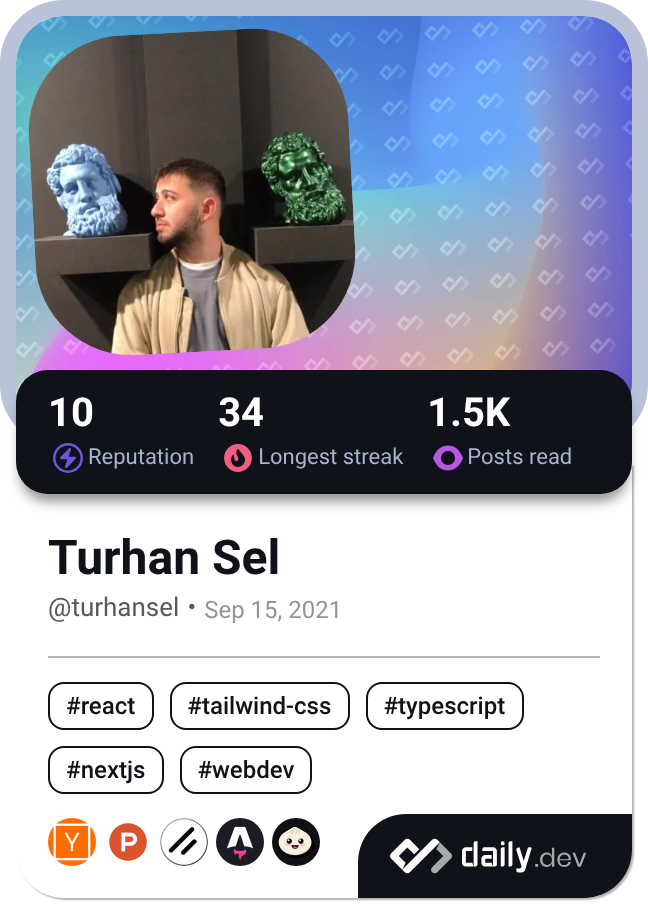 10 34 1.5K
Reputation Longest streak Posts read
Turhan Sel
@turhansel • Sep 15, 2021
#react #tailwind-css #typescript
#nextjs #webdev
Y P
daily.dev